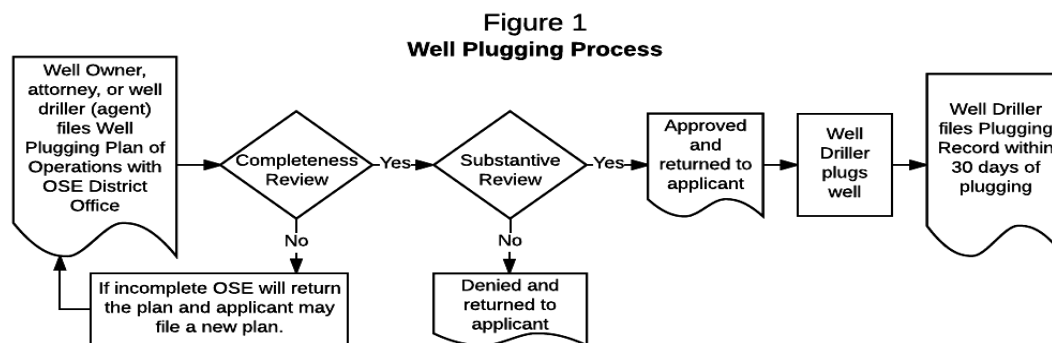 Figure 1
Well Plugging Process
Well Owner,
attorney, or well
driller (agent)
files Well
Plugging Plan of
Operations with
OSE District
Office
Completeness
Review
Yes
No
If incomplete OSE will return
the plan and applicant may
file a new plan.
Substantive
Review
Yes
No
Denied and
returned to
applicant
Approved
and
returned to
applicant
Well
Driller
plugs
well
Well Driller
files Plugging
Record within
30 days of
plugging